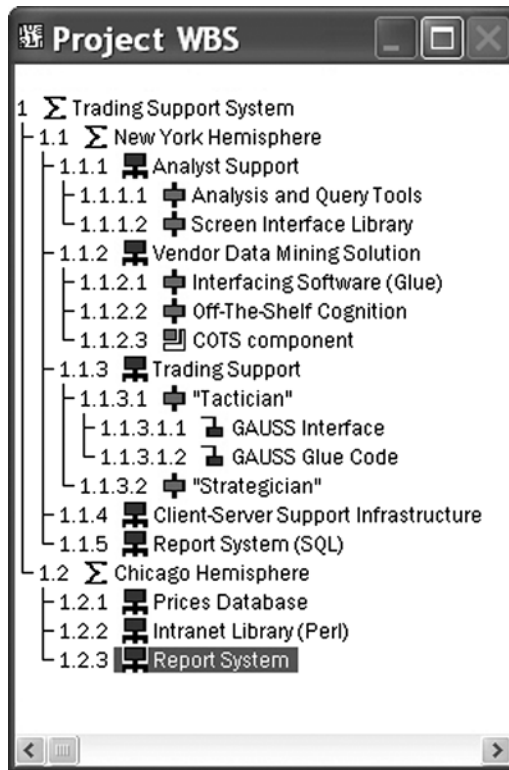 Project WBS
1 Σ Trading Support System
1.1 Σ New York Hemisphere
1.1.1 Analyst Support
1.1.1.1 Analysis and Query Tools
1.1.1.2 Screen Interface Library
1.1.2 Vendor Data Mining Solution
1.1.2.1 Interfacing Software (Glue)
1.1.2.2 Off-The-Shelf Cognition
1.1.2.3 COTS component
1.1.3 Trading Support
1.1.3.1 "Tactician"
1.1.3.1.1 GAUSS Interface
1.1.3.1.2 GAUSS Glue Code
1.1.3.2 "Strategician"
1.1.4 Client-Server Support Infrastructure
1.1.5 Report System (SQL)
1.2 Σ Chicago Hemisphere
1.2.1 Prices Database
1.2.2 Intranet Library (Perl)
1.2.3 Report System